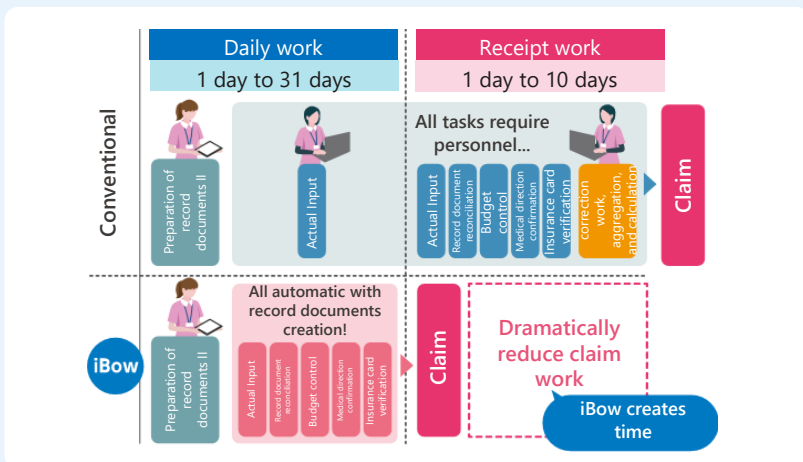 Daily work
Receipt work
1 day to 31 days
1 day to 10 days
Conventional
Preparation of
record
documents II
Actual Input
All tasks require
personnel...
Actual Input
Record document
reconciliation
Budget
control
Medical direction
confirmation
Insurance card
verification
correction
work,
aggregation,
and calculation
Claim
iBow
Preparation of
record
documents II
All automatic with
record documents
creation!
Actual Input
Record document
reconciliation
Budget control
Medical direction
confirmation
Insurance card
verification
Claim
Dramatically
reduce claim
work
iBow creates
time